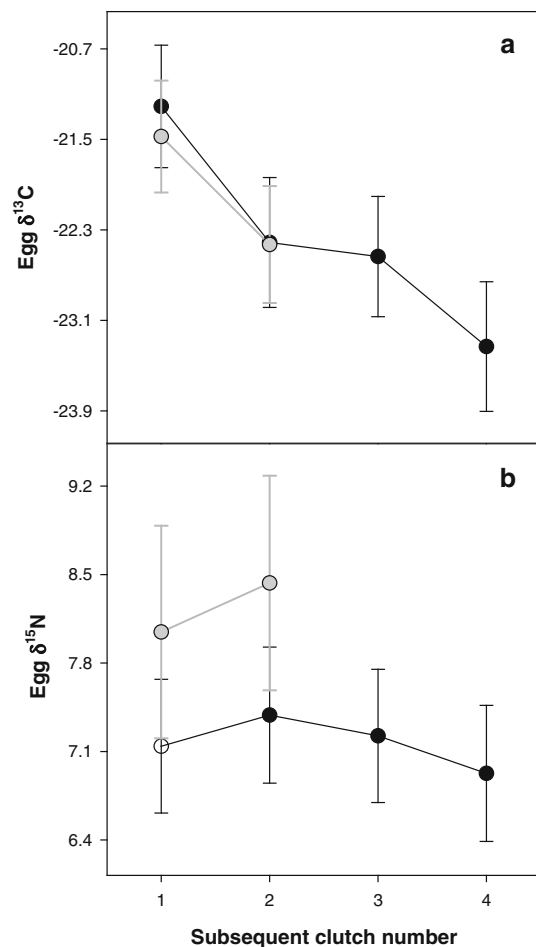 a
-20.7
-21.5
-22.3
-23.1
-23.9
Egg δ¹³C
b
9.2
8.5
7.8
7.1
6.4
Egg δ¹⁵N
1 2 3 4
Subsequent clutch number